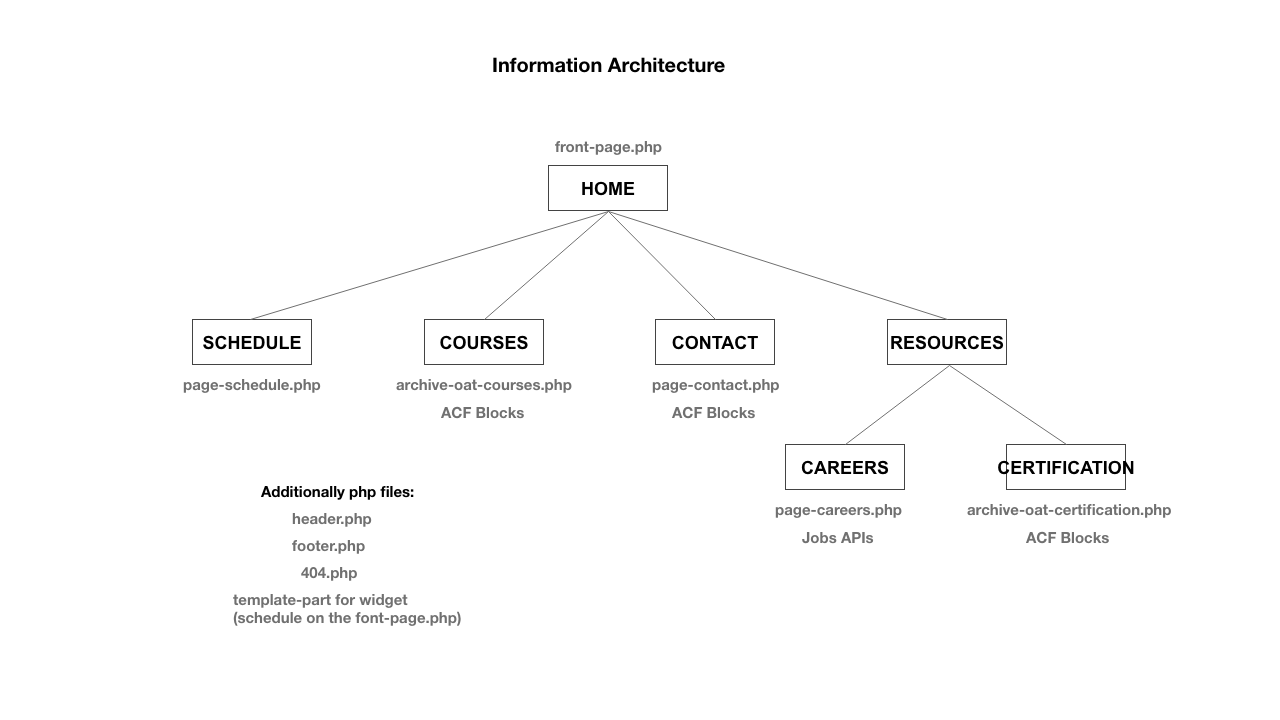 Information Architecture
front-page.php
HOME
SCHEDULE
COURSES
CONTACT
RESOURCES
page-schedule.php
archive-oat-courses.php
page-contact.php
ACF Blocks
ACF Blocks
CAREERS
CERTIFICATION
page-careers.php
archive-oat-certification.php
Jobs APIs
ACF Blocks
Additionally php files:
header.php
footer.php
404.php
template-part for widget
(schedule on the font-page.php)